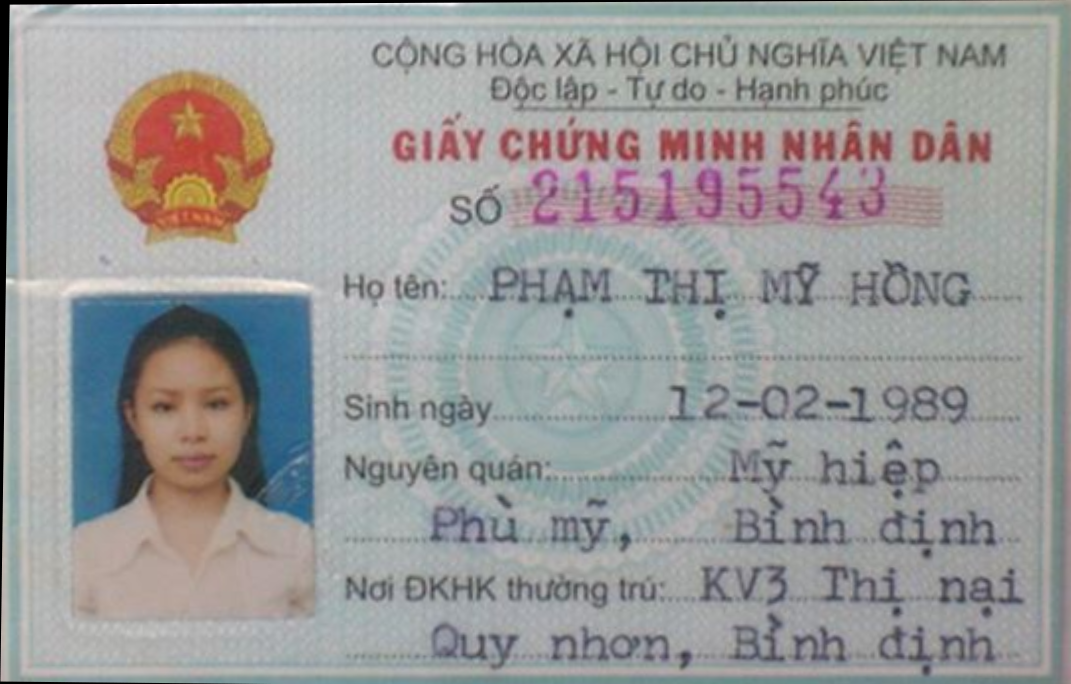 CỘNG HÒA XÃ HỘI CHỦ NGHĨA VIỆT NAM
Độc lập - Tự do - Hạnh phúc
GIẤY CHỨNG MINH NHÂN DÂN
SỐ 215195543
VIETNAM
Họ tên: PHẠM THỊ MỸ HỒNG
Sinh ngày 12-02-1989
Nguyên quán: Mỹ hiệp
Phù mỹ, Bình định
Nơi ĐKHK thường trú: KV3 Thị nại
Quy nhơn, Bình định